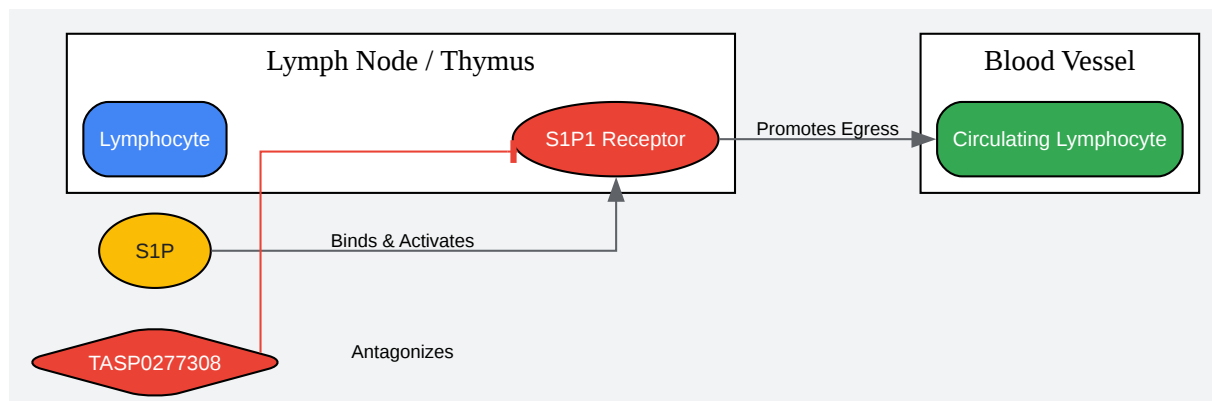 Lymph Node / Thymus
Blood Vessel
Lymphocyte
S1P1 Receptor
Promotes Egress
Circulating Lymphocyte
S1P
Binds & Activates
TASP0277308
Antagonizes